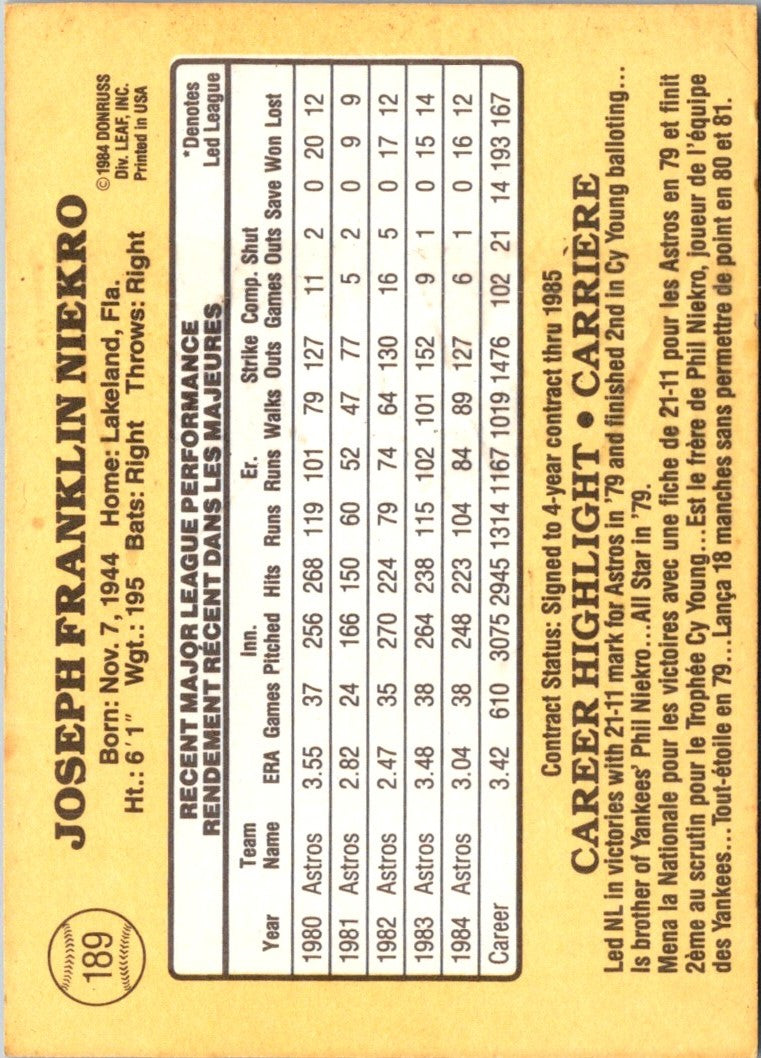 189
JOSEPH FRANKLIN NIEKRO
Born: Nov. 7, 1944 Home: Lakeland, Fla.
Ht.: 6'1" Wgt.: 195 Bats: Right Throws: Right
©1984 DONRUSS
Div. LEAF, INC.
Printed in USA
RECENT MAJOR LEAGUE PERFORMANCE
RENDEMENT RÉCENT DANS LES MAJEURES
*Denotes
Led League
Team Inn. Er. Strike Comp. Shut
Year Name ERA Games Pitched Hits Runs Runs Walks Outs Games Outs Save Won Lost
1980 Astros 3.55 37 256 268 119 101 79 127 11 2 0 20 12
1981 Astros 2.82 24 166 150 60 52 47 77 5 2 0 9 9
1982 Astros 2.47 35 270 224 79 74 64 130 16 5 0 17 12
1983 Astros 3.48 38 264 238 115 102 101 152 9 1 0 15 14
1984 Astros 3.04 38 248 223 104 84 89 127 6 1 0 16 12
Career 3.42 610 3075 2945 1314 1167 1019 1476 102 21 14 193 167
Contract Status: Signed to 4-year contract thru 1985
CAREER HIGHLIGHT • CARRIERE
Led NL in victories with 21-11 mark for Astros in '79 and finished 2nd in Cy Young balloting...
Is brother of Yankees' Phil Niekro...All Star in '79.
Mena la Nationale pour les victoires avec une fiche de 21-11 pour les Astros en 79 et finit
2ème au scrutin pour le Trophée Cy Young...Est le frère de Phil Niekro, joueur de l'équipe
des Yankees...Tout-étoile en 79...Lança 18 manches sans permettre de point en 80 et 81.